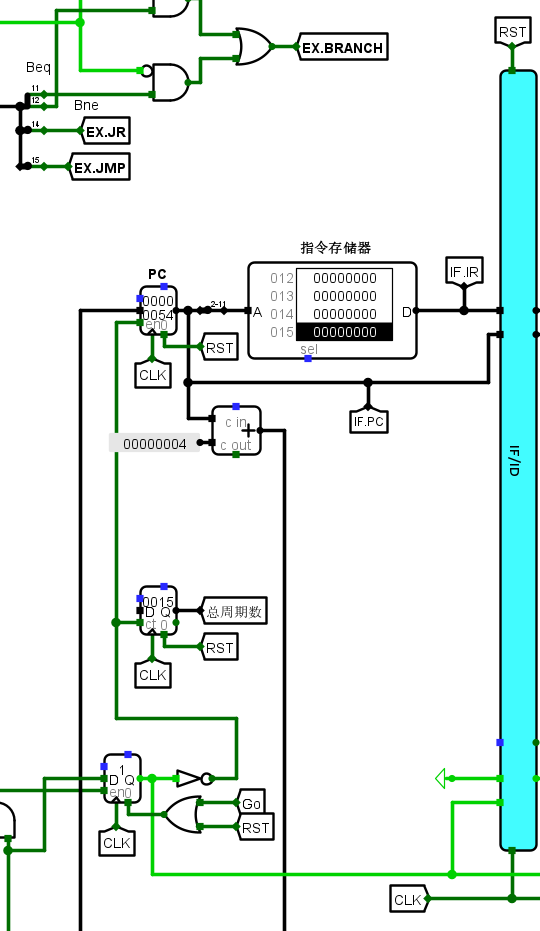 RST
EX.BRANCH
Beq
11
12
Bne
14
EX.JR
15
EX.JMP
指令存储器
PC
IF.IR
0000
0054
en0
2-11
A
012 00000000
013 00000000
014 00000000
015 00000000
D
sel
RST
CLK
IF.PC
c in
+
c out
00000004
IF/ID
0015
D Q
ct 0
总周期数
RST
CLK
1
D Q
en0
Go
RST
CLK
CLK